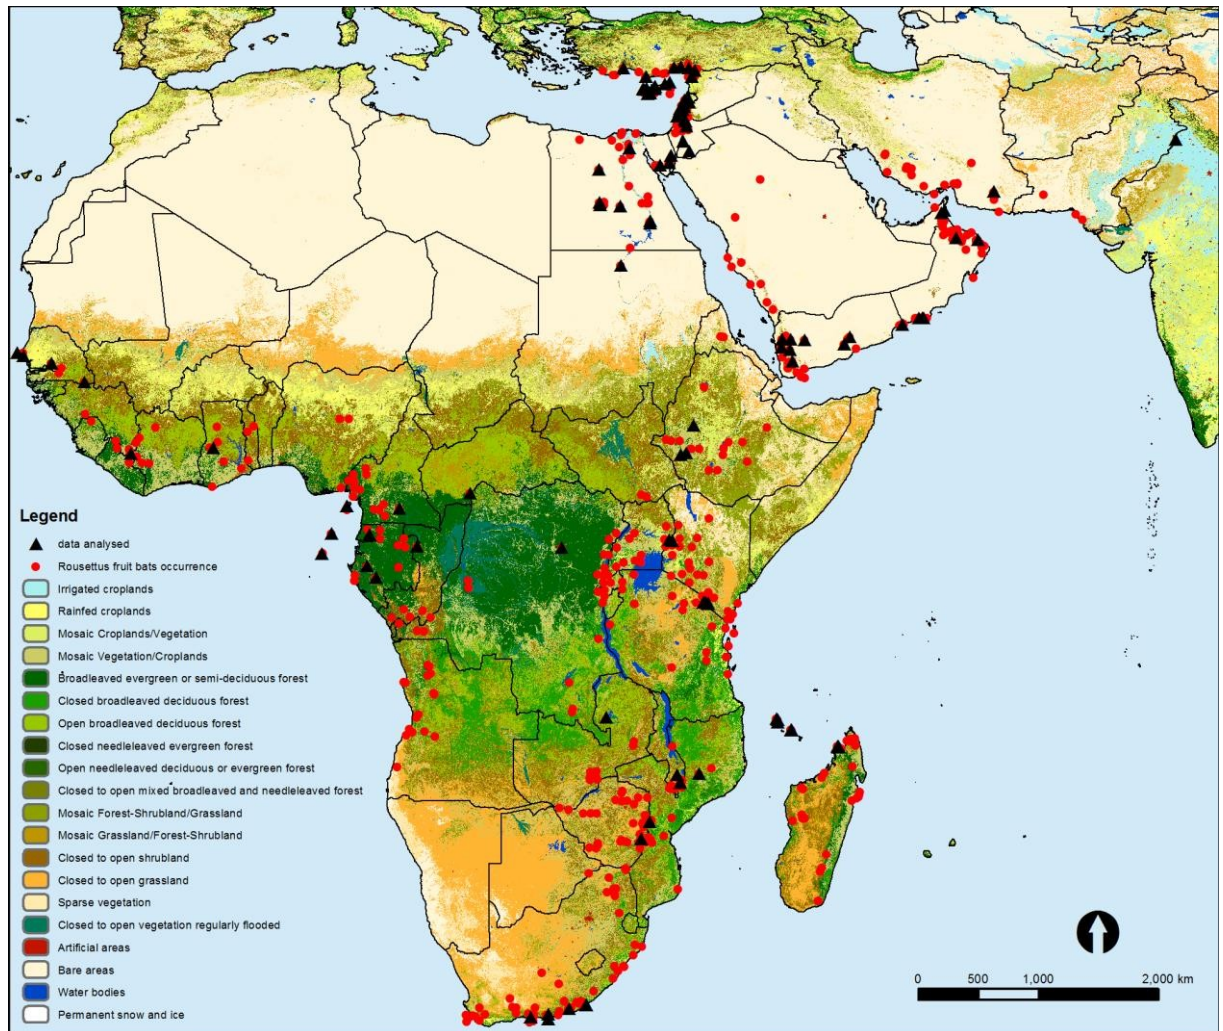 Legend
data analysed
Rousettus fruit bats occurrence
Irrigated croplands
Rainfed croplands
Mosaic Croplands/Vegetation
Mosaic Vegetation/Croplands
Broadleaved evergreen or semi-deciduous forest
Closed broadleaved deciduous forest
Open broadleaved deciduous forest
Closed needleleaved evergreen forest
Open needleleaved deciduous or evergreen forest
Closed to open mixed broadleaved and needleleaved forest
Mosaic Forest-Shrubland/Grassland
Mosaic Grassland/Forest-Shrubland
Closed to open shrubland
Closed to open grassland
Sparse vegetation
Closed to open vegetation regularly flooded
Artificial areas
Bare areas
Water bodies
Permanent snow and ice
0 500 1,000 2,000 km